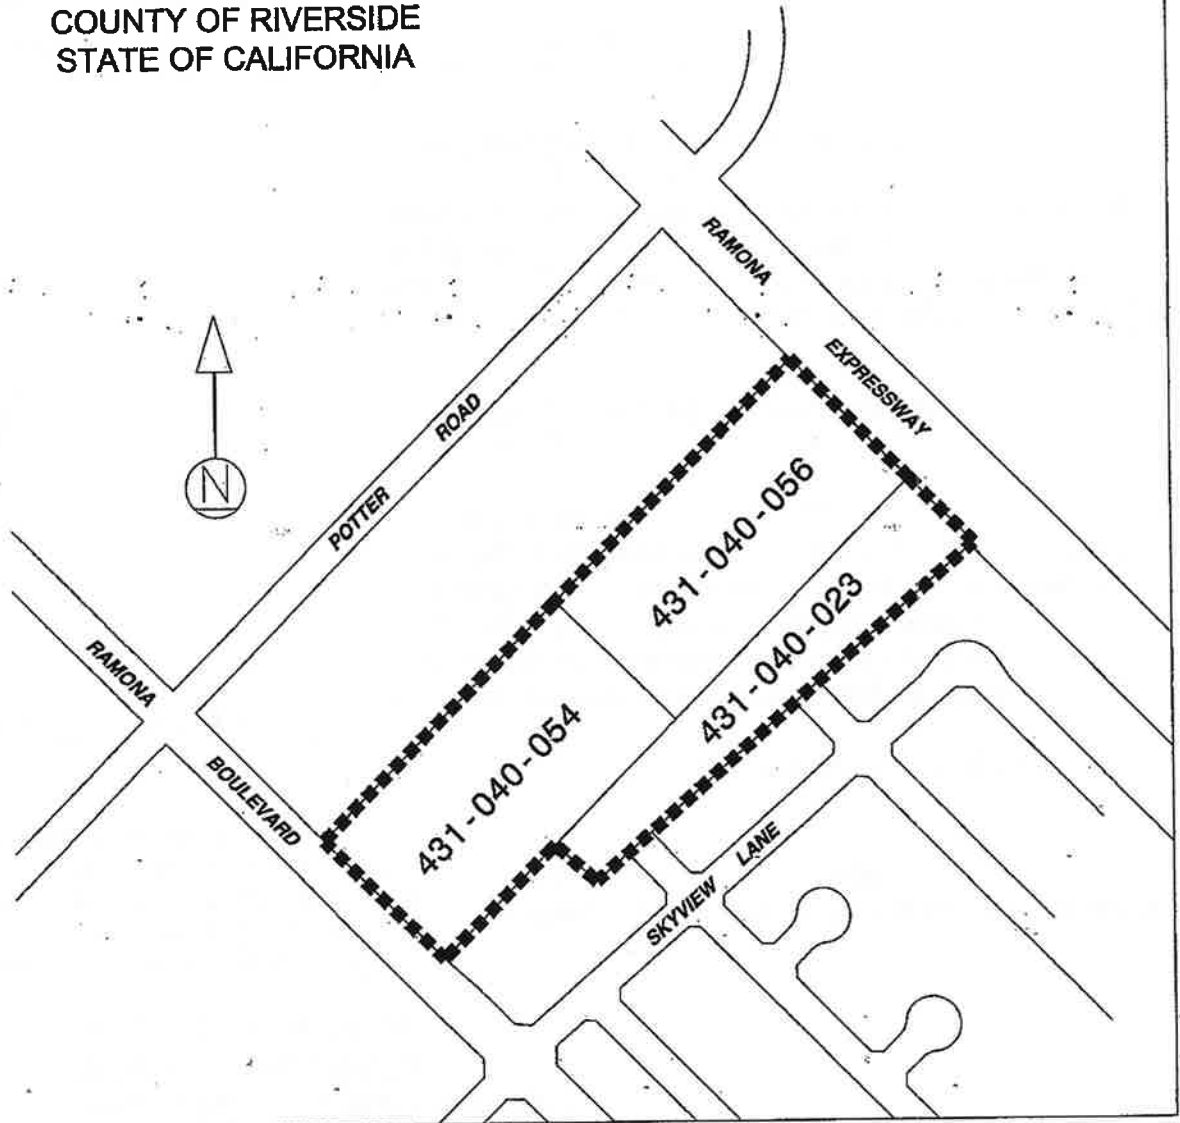 COUNTY OF RIVERSIDE
STATE OF CALIFORNIA
RAMONA
EXPRESSWAY
POTTER
ROAD
N
431-040-056
431-040-023
431-040-054
RAMONA
BOULEVARD
SKYVIEW
LANE